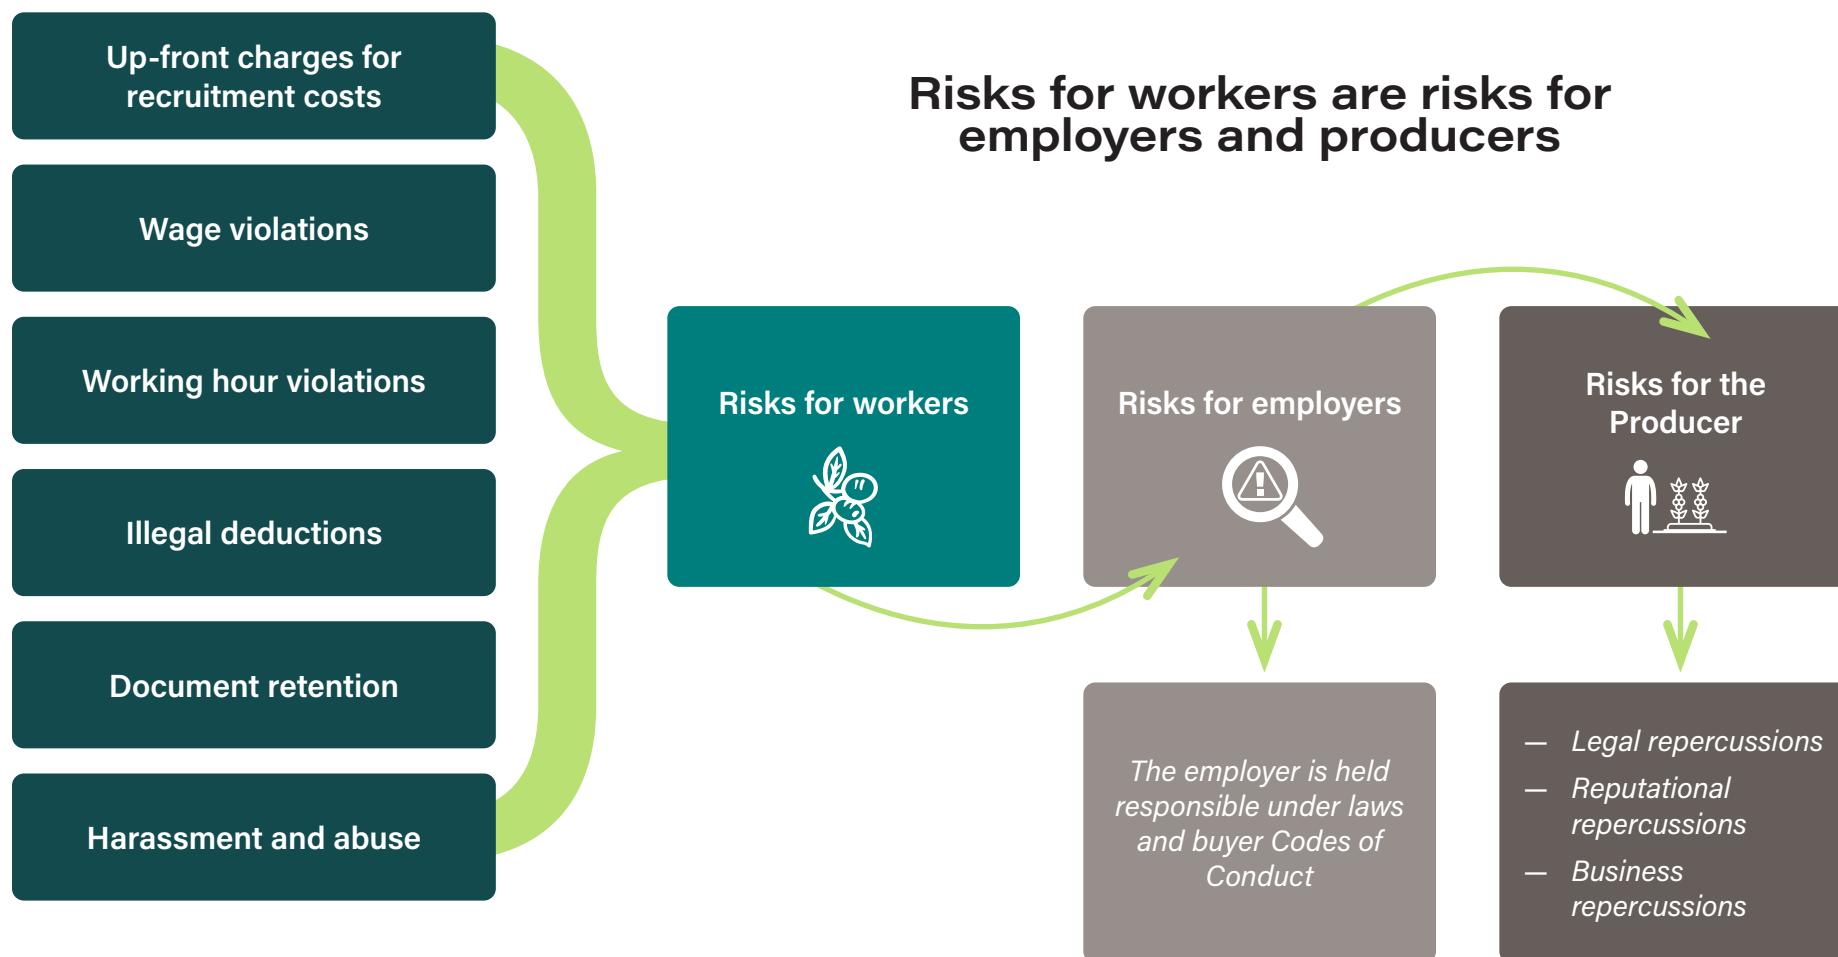 Up-front charges for
recruitment costs
Wage violations
Working hour violations
Illegal deductions
Document retention
Harassment and abuse
Risks for workers are risks for
employers and producers
Risks for workers
Risks for employers
Risks for the
Producer
The employer is held
responsible under laws
and buyer Codes of
Conduct
— Legal repercussions
— Reputational
repercussions
— Business
repercussions